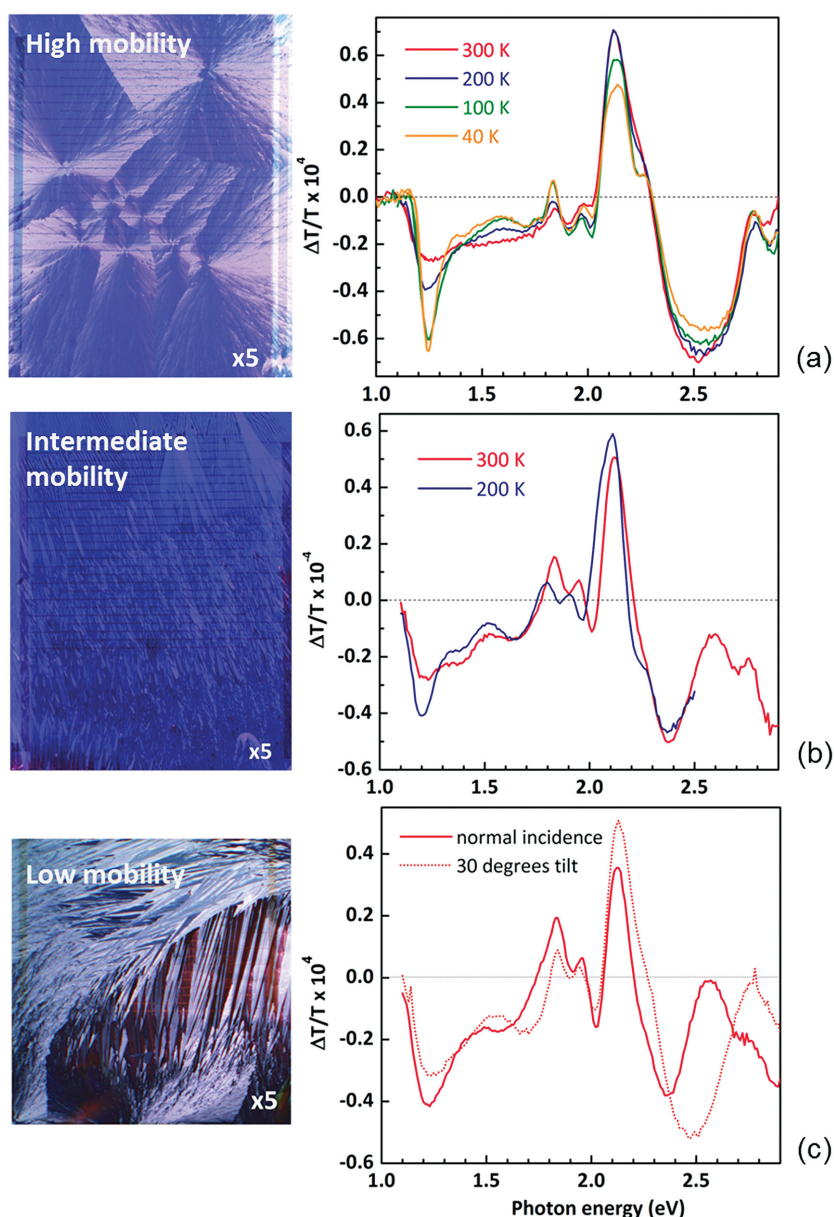 High mobility
x5
ΔT/T x 10⁴
0.6
0.4
0.2
0.0
-0.2
-0.4
-0.6
300 K
200 K
100 K
40 K
1.0 1.5 2.0 2.5
(a)
Intermediate
mobility
x5
ΔT/T x 10⁻⁴
0.6
0.4
0.2
0.0
-0.2
-0.4
-0.6
300 K
200 K
1.0 1.5 2.0 2.5
(b)
Low mobility
x5
ΔT/T x 10⁴
0.4
0.2
0.0
-0.2
-0.4
-0.6
normal incidence
30 degrees tilt
1.0 1.5 2.0 2.5
Photon energy (eV)
(c)